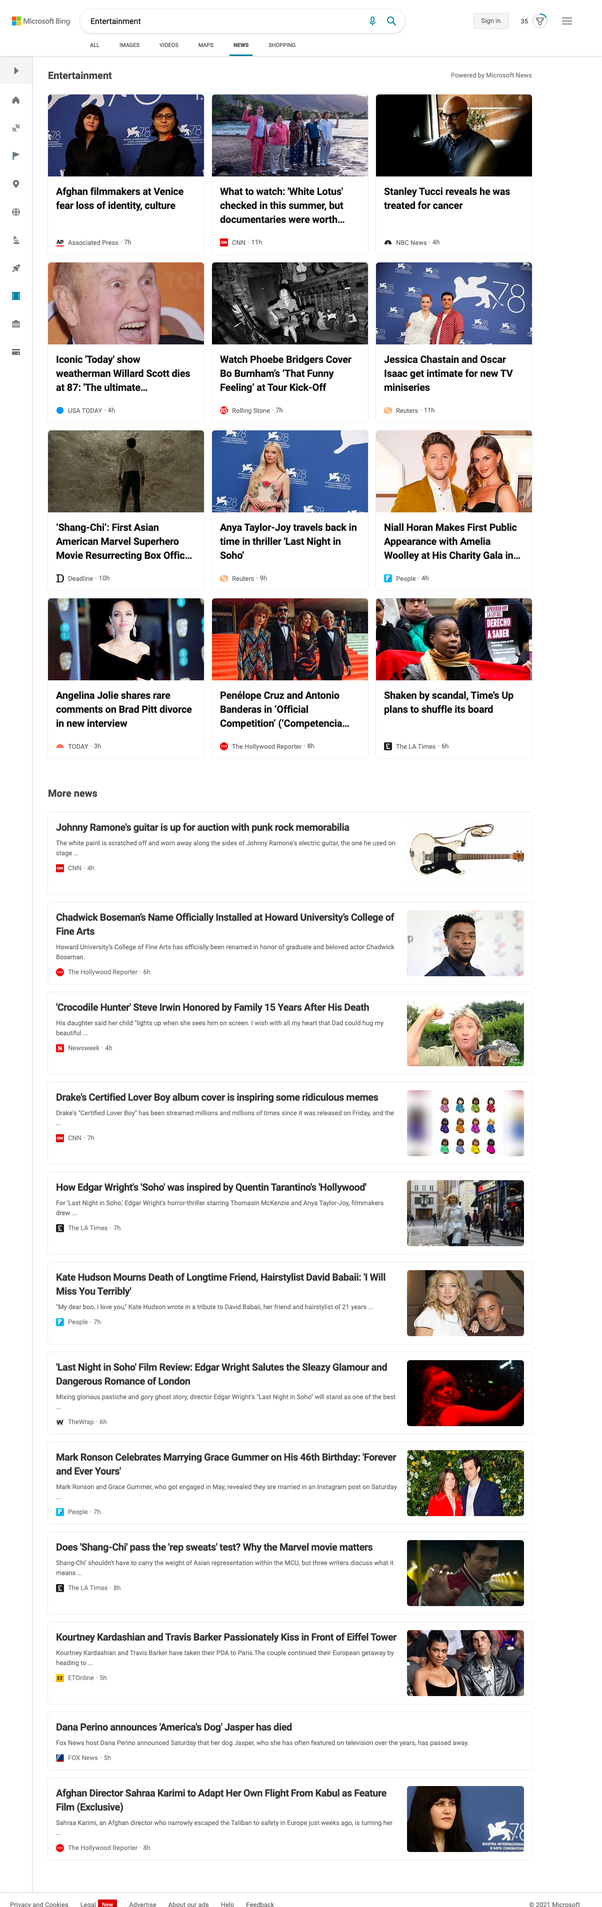 Microsoft Bing
Entertainment
Sign in
35
ALL IMAGES VIDEOS MAPS NEWS SHOPPING
Entertainment
Powered by Microsoft News
Afghan filmmakers at Venice
fear loss of identity, culture
AP Associated Press · 7h
What to watch: 'White Lotus'
checked in this summer, but
documentaries were worth...
CNN CNN · 11h
Stanley Tucci reveals he was
treated for cancer
NBC News · 4h
Iconic 'Today' show
weatherman Willard Scott dies
at 87: 'The ultimate...
USA TODAY · 4h
Watch Phoebe Bridgers Cover
Bo Burnham's 'That Funny
Feeling' at Tour Kick-Off
Rolling Stone · 7h
78
Jessica Chastain and Oscar
Isaac get intimate for new TV
miniseries
Reuters · 11h
'Shang-Chi': First Asian
American Marvel Superhero
Movie Resurrecting Box Offic...
D Deadline · 10h
Anya Taylor-Joy travels back in
time in thriller 'Last Night in
Soho'
Reuters · 9h
Niall Horan Makes First Public
Appearance with Amelia
Woolley at His Charity Gala in...
P People · 4h
Angelina Jolie shares rare
comments on Brad Pitt divorce
in new interview
TODAY · 3h
Penélope Cruz and Antonio
Banderas in 'Official
Competition' ('Competencia...
The Hollywood Reporter · 8h
DERECHO
A SABER
Shaken by scandal, Time's Up
plans to shuffle its board
The LA Times · 6h
More news
Johnny Ramone's guitar is up for auction with punk rock memorabilia
The white paint is scratched off and worn away along the sides of Johnny Ramone's electric guitar, the one he used on
stage ...
CNN CNN · 4h
Chadwick Boseman's Name Officially Installed at Howard University's College of
Fine Arts
Howard University's College of Fine Arts has officially been renamed in honor of graduate and beloved actor Chadwick
Boseman.
The Hollywood Reporter · 6h
'Crocodile Hunter' Steve Irwin Honored by Family 15 Years After His Death
His daughter said her child "lights up when she sees him on screen. I wish with all my heart that Dad could hug my
beautiful ...
N Newsweek · 4h
Drake's Certified Lover Boy album cover is inspiring some ridiculous memes
Drake's "Certified Lover Boy" has been streamed millions and millions of times since it was released on Friday, and the
...
CNN CNN · 7h
How Edgar Wright's 'Soho' was inspired by Quentin Tarantino's 'Hollywood'
For 'Last Night in Soho,' Edgar Wright's horror-thriller starring Thomasin McKenzie and Anya Taylor-Joy, filmmakers
drew ...
The LA Times · 7h
Kate Hudson Mourns Death of Longtime Friend, Hairstylist David Babaii: 'I Will
Miss You Terribly'
"My dear boo, I love you," Kate Hudson wrote in a tribute to David Babaii, her friend and hairstylist of 21 years ...
P People · 7h
'Last Night in Soho' Film Review: Edgar Wright Salutes the Sleazy Glamour and
Dangerous Romance of London
Mixing glorious pastiche and gory ghost story, director Edgar Wright's "Last Night in Soho" will stand as one of the best
...
W TheWrap · 6h
Mark Ronson Celebrates Marrying Grace Gummer on His 46th Birthday: 'Forever
and Ever Yours'
Mark Ronson and Grace Gummer, who got engaged in May, revealed they are married in an Instagram post on Saturday
...
P People · 7h
Does 'Shang-Chi' pass the 'rep sweats' test? Why the Marvel movie matters
Shang-Chi' shouldn't have to carry the weight of Asian representation within the MCU, but three writers discuss what it
means ...
The LA Times · 8h
Kourtney Kardashian and Travis Barker Passionately Kiss in Front of Eiffel Tower
Kourtney Kardashian and Travis Barker have taken their PDA to Paris.The couple continued their European getaway by
heading to ...
ET ETOnline · 5h
Dana Perino announces 'America's Dog' Jasper has died
Fox News host Dana Perino announced Saturday that her dog Jasper, who she has often featured on television over the years, has passed away.
FOX News · 5h
Afghan Director Sahraa Karimi to Adapt Her Own Flight From Kabul as Feature
Film (Exclusive)
Sahraa Karimi, an Afghan director who narrowly escaped the Taliban to safety in Europe just weeks ago, is turning her
...
The Hollywood Reporter · 8h
Privacy and Cookies Legal New Advertise About our ads Help Feedback © 2021 Microsoft